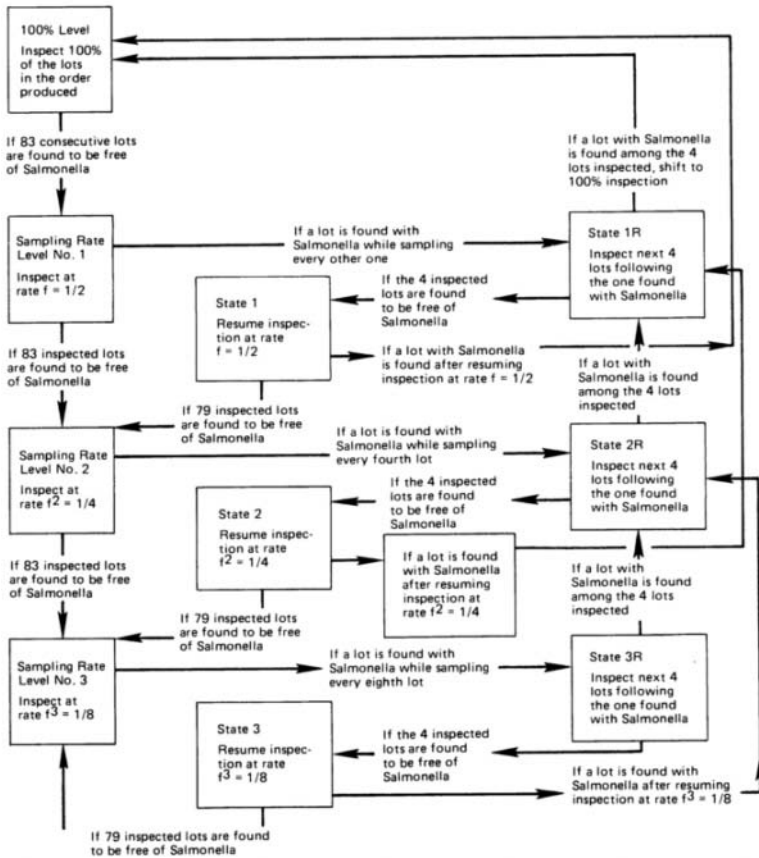 100% Level
Inspect 100%
of the lots
in the order
produced
If 83 consecutive lots
are found to be free
of Salmonella
If a lot with Salmonella
is found among the 4
lots inspected, shift to
100% inspection
Sampling Rate
Level No. 1
Inspect at
rate f = 1/2
If a lot is found with
Salmonella while sampling
every other one
State 1R
Inspect next 4
lots following
the one found
with Salmonella
State 1
Resume inspec-
tion at rate
f = 1/2
If the 4 inspected
lots are found
to be free of
Salmonella
If a lot with Salmonella
is found after resuming
inspection at rate f = 1/2
If 83 inspected lots
are found to be free
of Salmonella
If a lot with
Salmonella is found
among the 4 lots
inspected
If 79 inspected lots
are found to be free
of Salmonella
Sampling Rate
Level No. 2
Inspect at
rate f² = 1/4
If a lot is found with
Salmonella while sampling
every fourth lot
State 2R
Inspect next 4
lots following
the one found
with Salmonella
State 2
Resume inspec-
tion at rate
f² = 1/4
If the 4 inspected
lots are found
to be free of
Salmonella
If a lot is found
with Salmonella
after resuming
inspection at
rate f² = 1/4
If 83 inspected lots
are found to be free
of Salmonella
If a lot with
Salmonella is found
among the 4 lots
inspected
If 79 inspected lots
are found to be free
of Salmonella
Sampling Rate
Level No. 3
Inspect at
rate f³ = 1/8
If a lot is found with
Salmonella while sampling
every eighth lot
State 3R
Inspect next 4
lots following
the one found
with Salmonella
State 3
Resume inspec-
tion at rate
f³ = 1/8
If the 4 inspected
lots are found
to be free of
Salmonella
If a lot is found with
Salmonella after resuming
inspection at rate f³ = 1/8
If 79 inspected lots are found
to be free of Salmonella